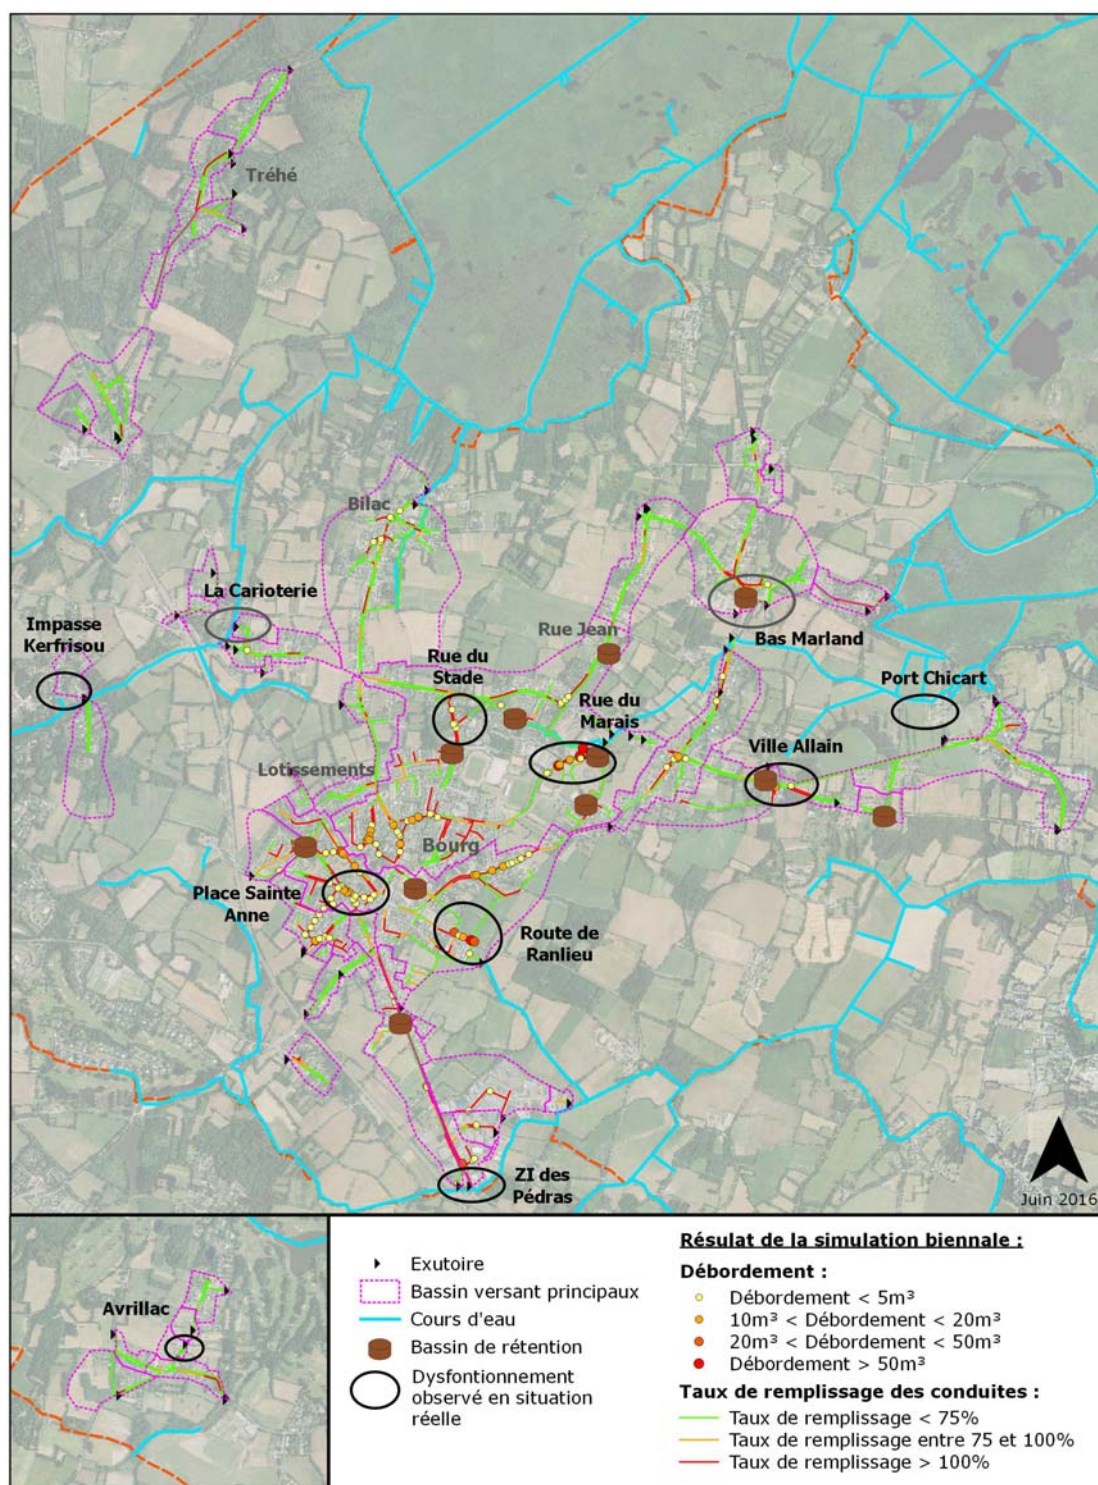 Tréhé
Bilac
La Carioterie
Impasse
Kerfrisou
Rue du
Stade
Rue Jean
Bas Marland
Rue du
Marais
Port Chicart
Ville Allain
Lotissements
Bourg
Place Sainte
Anne
Route de
Ranlieu
ZI des
Pédras
Juin 2016
Avrillac
Exutoire
Bassin versant principaux
Cours d'eau
Bassin de rétention
Dysfontionnement
observé en situation
réelle
Résulat de la simulation biennale :
Débordement :
Débordement < 5m³
10m³ < Débordement < 20m³
20m³ < Débordement < 50m³
Débordement > 50m³
Taux de remplissage des conduites :
Taux de remplissage < 75%
Taux de remplissage entre 75 et 100%
Taux de remplissage > 100%